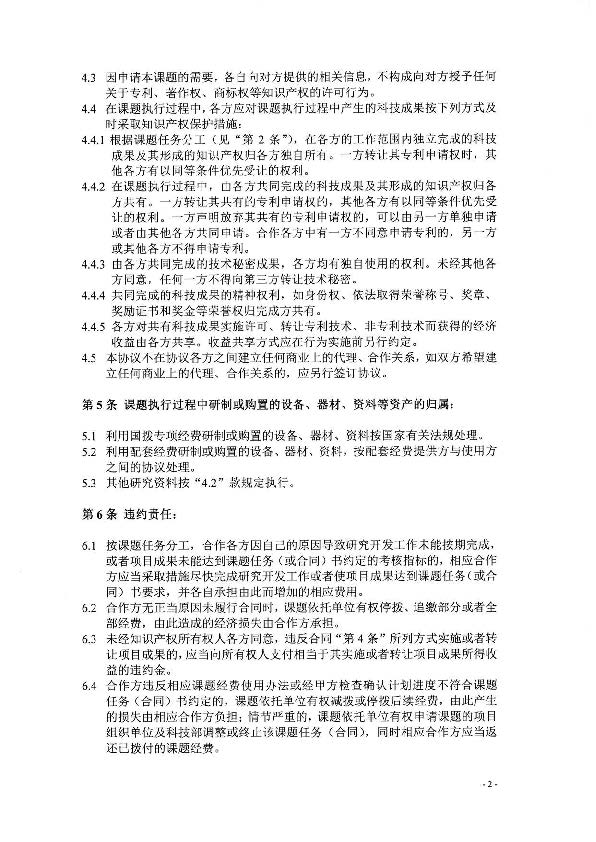 4.3 因申请本课题的需要，各自向对方提供的相关信息，不构成向对方授予任何
关于专利、著作权、商标权等知识产权的许可行为。
4.4 在课题执行过程中，各方应对课题执行过程中产生的科技成果按下列方式及
时采取知识产权保护措施：
4.4.1 根据课题任务分工（见“第 2 条”），在各方的工作范围内独立完成的科技
成果及其形成的知识产权归各方独自所有。一方转让其专利申请权时，其
他各方有以同等条件优先受让的权利。
4.4.2 在课题执行过程中，由各方共同完成的科技成果及其形成的知识产权归各
方共有。一方转让其共有的专利申请权的，其他各方有以同等条件优先受
让的权利。一方声明放弃其共有的专利申请权的，可以由另一方单独申请
或者由其他各方共同申请。合作各方中有一方不同意申请专利的，另一方
或其他各方不得申请专利。
4.4.3 由各方共同完成的技术秘密成果，各方均有独自使用的权利。未经其他各
方同意，任何一方不得向第三方转让技术秘密。
4.4.4 共同完成的科技成果的精神权利，如身份权、依法取得荣誉称号、奖章、
奖励证书和奖金等荣誉权归完成方共有。
4.4.5 各方对共有科技成果实施许可、转让专利技术、非专利技术而获得的经济
收益由各方共享。收益共享方式应在行为实施前另行约定。
4.5 本协议不在协议各方之间建立任何商业上的代理、合作关系，如双方希望建
立任何商业上的代理、合作关系的，应另行签订协议。
第 5 条 课题执行过程中研制或购置的设备、器材、资料等资产的归属：
5.1 利用国拨专项经费研制或购置的设备、器材、资料按国家有关法规处理。
5.2 利用配套经费研制或购置的设备、器材、资料，按配套经费提供方与使用方
之间的协议处理。
5.3 其他研究资料按“4.2”款规定执行。
第 6 条 违约责任：
6.1 按课题任务分工，合作各方因自己的原因导致研究开发工作未能按期完成，
或者项目成果未能达到课题任务（或合同）书约定的考核指标的，相应合作
方应当采取措施尽快完成研究开发工作或者使项目成果达到课题任务（或合
同）书要求，并各自承担由此而增加的相应费用。
6.2 合作方无正当原因未履行合同时，课题依托单位有权停拨、追缴部分或者全
部经费，由此造成的经济损失由合作方承担。
6.3 未经知识产权所有权人各方同意，违反合同“第 4 条”所列方式实施或者转
让项目成果的，应当向所有权人支付相当于其实施或者转让项目成果所得收
益的违约金。
6.4 合作方违反相应课题经费使用办法或经甲方检查确认计划进度不符合课题
任务（合同）书约定的，课题依托单位有权减拨或停拨后续经费，由此产生
的损失由相应合作方负担；情节严重的，课题依托单位有权申请课题的项目
组织单位及科技部调整或终止该课题任务（合同），同时相应合作方应当返
还已拨付的课题经费。
- 2 -